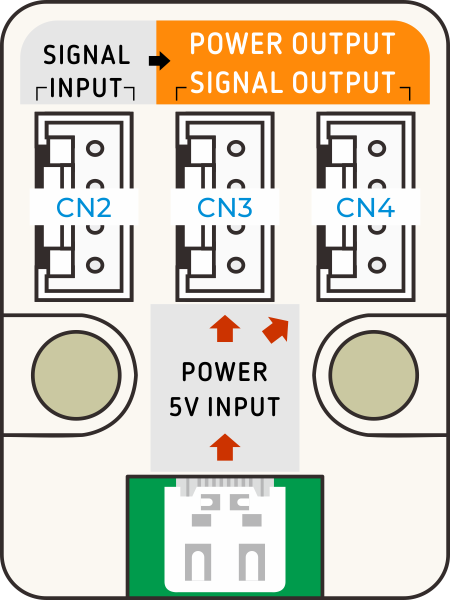 SIGNAL
INPUT
POWER OUTPUT
SIGNAL OUTPUT
CN2
CN3
CN4
POWER
5V INPUT